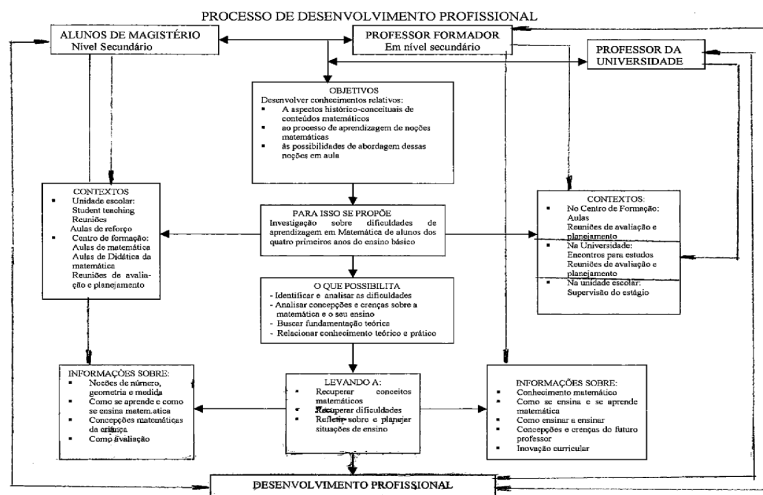 PROCESSO DE DESENVOLVIMENTO PROFISSIONAL
ALUNOS DE MAGISTÉRIO
Nível Secundário
PROFESSOR FORMADOR
Em nível secundário
PROFESSOR DA
UNIVERSIDADE
OBJETIVOS
Desenvolver conhecimentos relativos:
▪ A aspectos histórico-conceituais de
conteúdos matemáticos
▪ ao processo de aprendizagem de noções
matemáticas
▪ às possibilidades de abordagem dessas
noções em aula
CONTEXTOS
▪ Unidade escolar:
Student teaching
Reuniões
Aulas de reforço
▪ Centro de formação:
Aulas de matemática
Aulas de Didática da
matemática
Reuniões de avalia-
ção e planejamento
PARA ISSO SE PROPÕE
Investigação sobre dificuldades de
aprendizagem em Matemática de alunos dos
quatro primeiros anos do ensino básico
CONTEXTOS:
▪ No Centro de Formação:
Aulas
Reuniões de avaliação e
planejamento
▪ Na Universidade:
Encontros para estudos
Reuniões de avaliação e
planejamento
▪ Na unidade escolar:
Supervisão do estágio
O QUE POSSIBILITA
- Identificar e analisar as dificuldades
- Analisar concepções e crenças sobre a
matemática e o seu ensino
- Buscar fundamentação teórica
- Relacionar conhecimento teórico e prático
INFORMAÇÕES SOBRE:
▪ Noções de número,
geometria e medida
▪ Como se aprende e como
se ensina matematica
▪ Concepções matemáticas
da criança
▪ Como avaliação
LEVANDO A:
▪ Recuperar conceitos
matemáticos
▪ Recuperar dificuldades
▪ Refletir sobre e planejar
situações de ensino
INFORMAÇÕES SOBRE:
▪ Conhecimento matemático
▪ Como se ensina e se aprende
matemática
▪ Como ensinar a ensinar
▪ Concepções e crenças do futuro
professor
▪ Inovação curricular
DESENVOLVIMENTO PROFISSIONAL